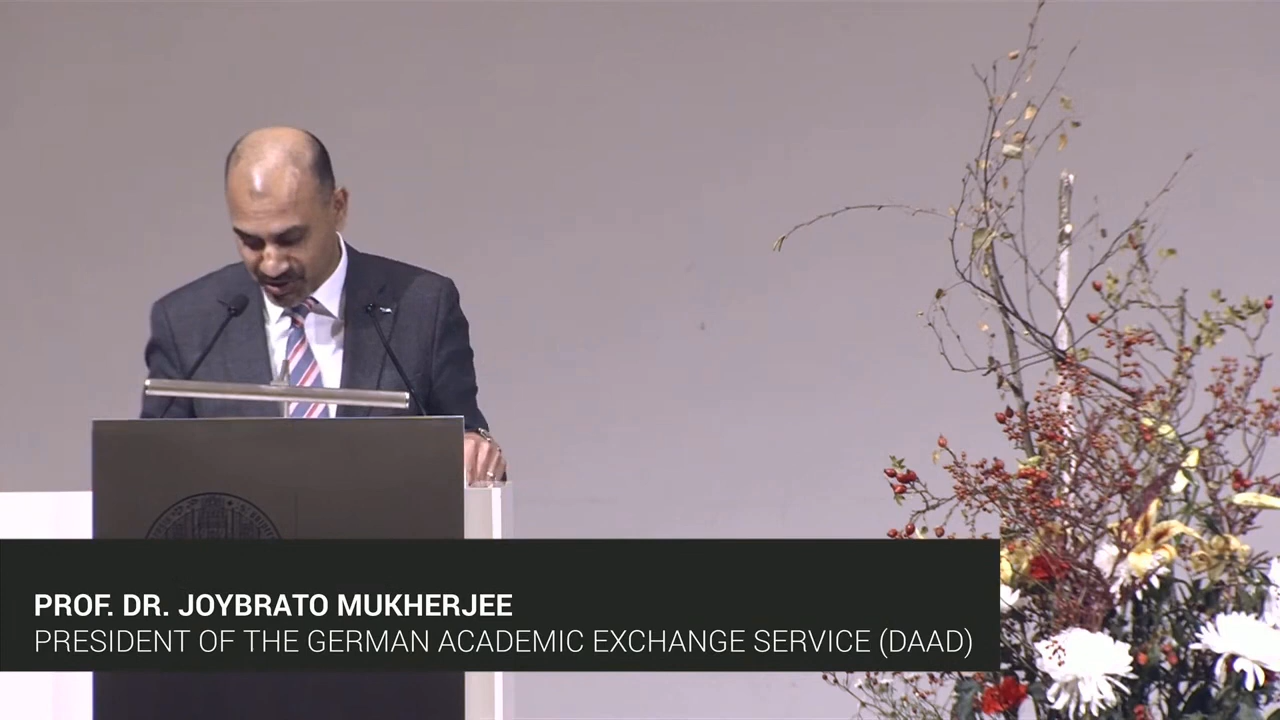 PROF. DR. JOYBRATO MUKHERJEE
PRESIDENT OF THE GERMAN ACADEMIC EXCHANGE SERVICE (DAAD)